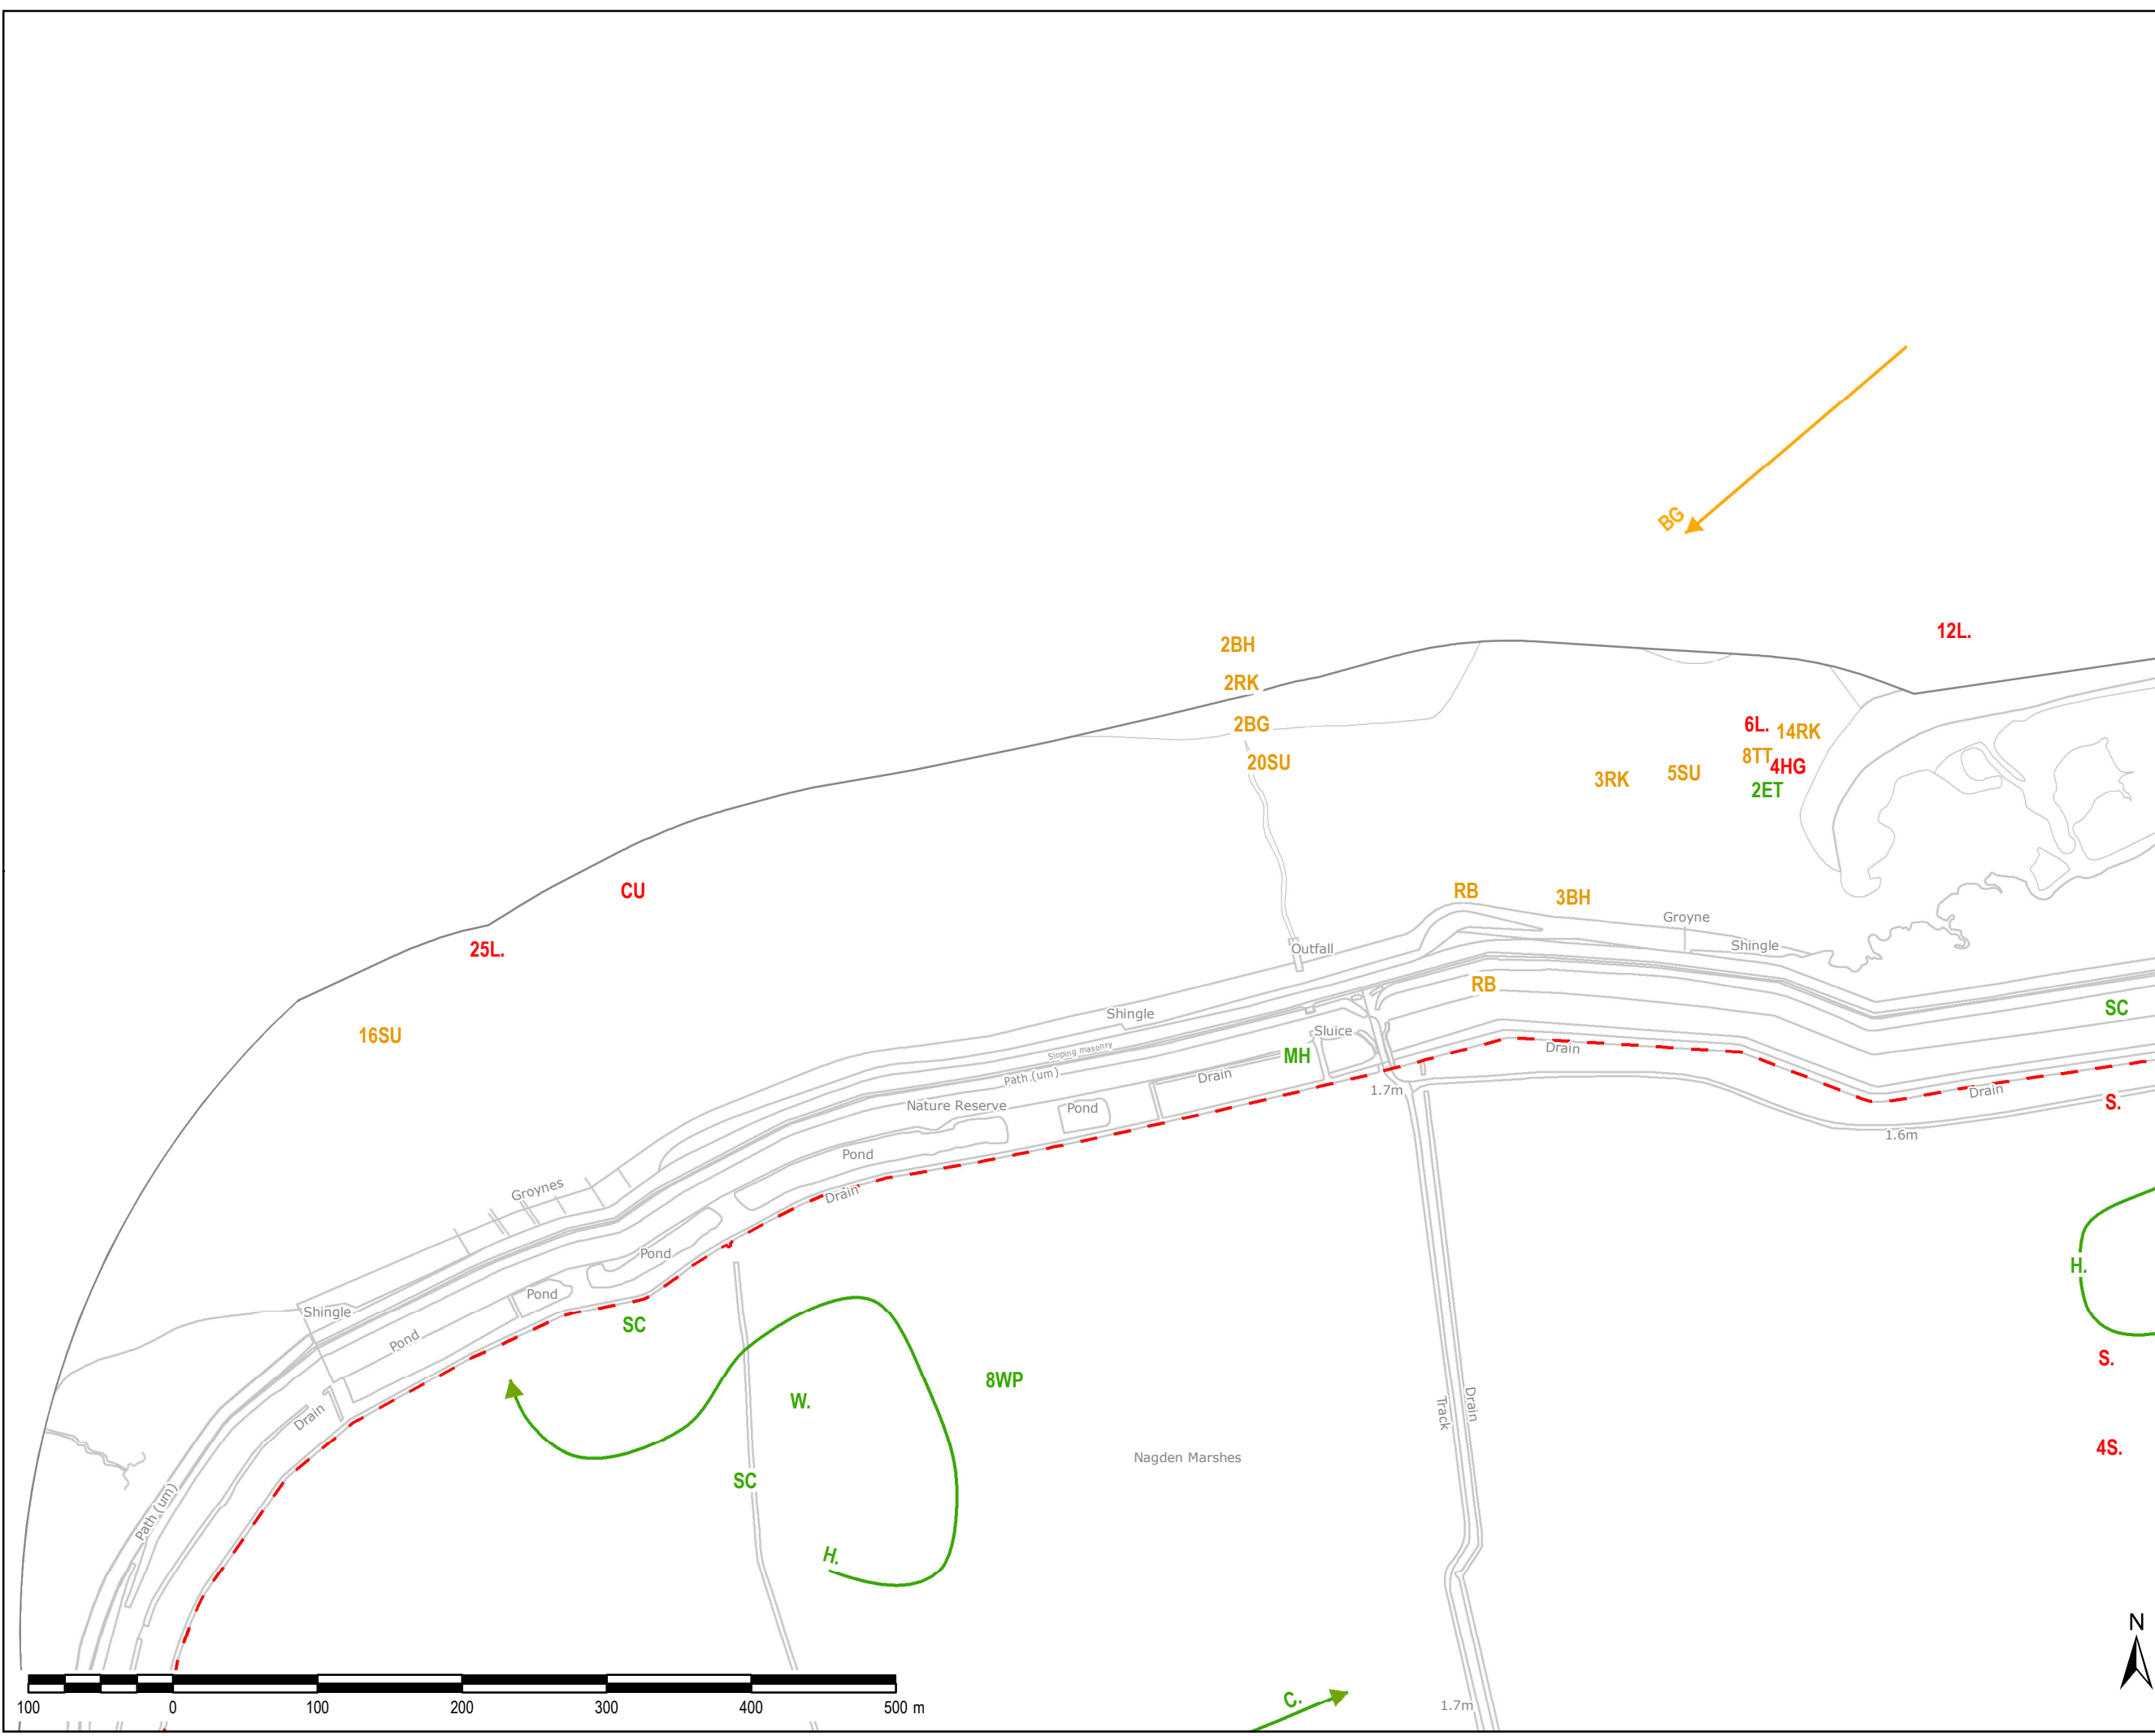 BG
12L.
2BH
2RK
2BG
20SU
6L.
14RK
8TT
4HG
2ET
3RK
5SU
CU
25L.
16SU
RB
3BH
Groyne
Shingle
Outfall
RB
SC
Shingle
Sluice
MH
Sloping masonry
Path (um)
Drain
Drain
Drain
1.7m
S.
1.6m
Nature Reserve
Pond
Pond
Drain
Groynes
Pond
Pond
Shingle
Pond
SC
H.
S.
8WP
W.
Drain
Track
Drain
4S.
Nagden Marshes
SC
Path (um)
H.
N
C.
1.7m
100 0 100 200 300 400 500 m